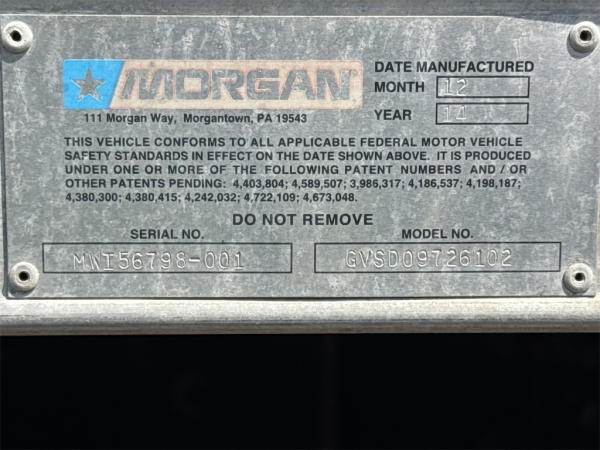 MORGAN
111 Morgan Way, Morgantown, PA 19543
DATE MANUFACTURED
MONTH 12
YEAR 14
THIS VEHICLE CONFORMS TO ALL APPLICABLE FEDERAL MOTOR VEHICLE
SAFETY STANDARDS IN EFFECT ON THE DATE SHOWN ABOVE. IT IS PRODUCED
UNDER ONE OR MORE OF THE FOLLOWING PATENT NUMBERS AND / OR
OTHER PATENTS PENDING: 4,403,804; 4,589,507; 3,986,317; 4,186,537; 4,198,187;
4,380,300; 4,380,415; 4,242,032; 4,722,109; 4,673,048.
DO NOT REMOVE
SERIAL NO. MODEL NO.
MWI56798-001 GVSD09726102